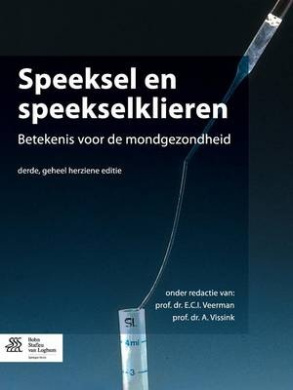 Speeksel en
speekselklieren
Betekenis voor de mondgezondheid
derde, geheel herziene editie
onder redactie van:
prof. dr. E.C.I. Veerman
prof. dr. A. Vissink
5
4ml
3
Bohn
Stafleu
van Loghum